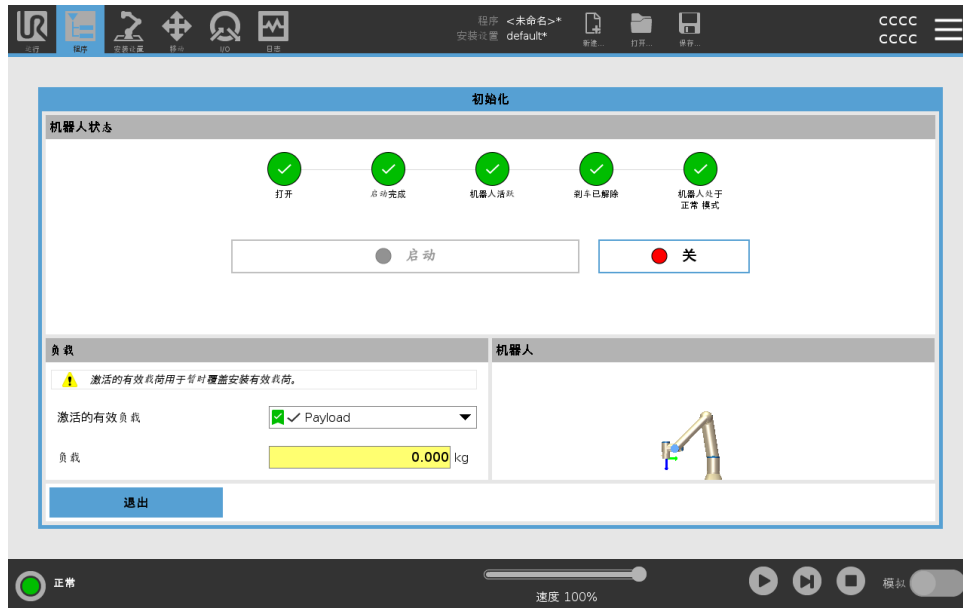 程序 <未命名>*
安装设置 default*
cccc
cccc
运行
程序
安装设置
移动
I/O
日志
新建...
打开...
保存...
初始化
机器人状态
打开
启动完成
机器人活跃
刹车已解除
机器人处于
正常 模式
启动
关
负载
机器人
激活的有效载荷用于暂时覆盖安装有效载荷。
激活的有效负载
Payload
负载
0.000 kg
退出
正常
速度 100%
模拟